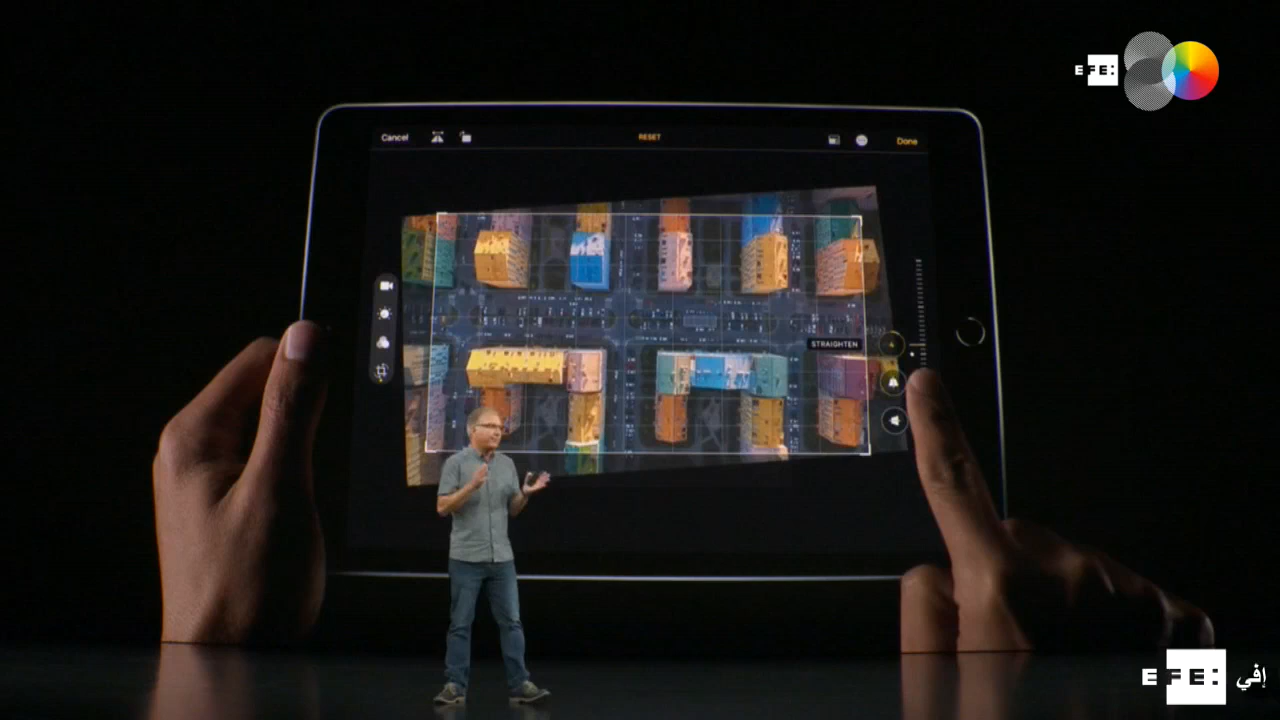 EFE:
Cancel
RESET
Done
STRAIGHTEN
EFE: إفي